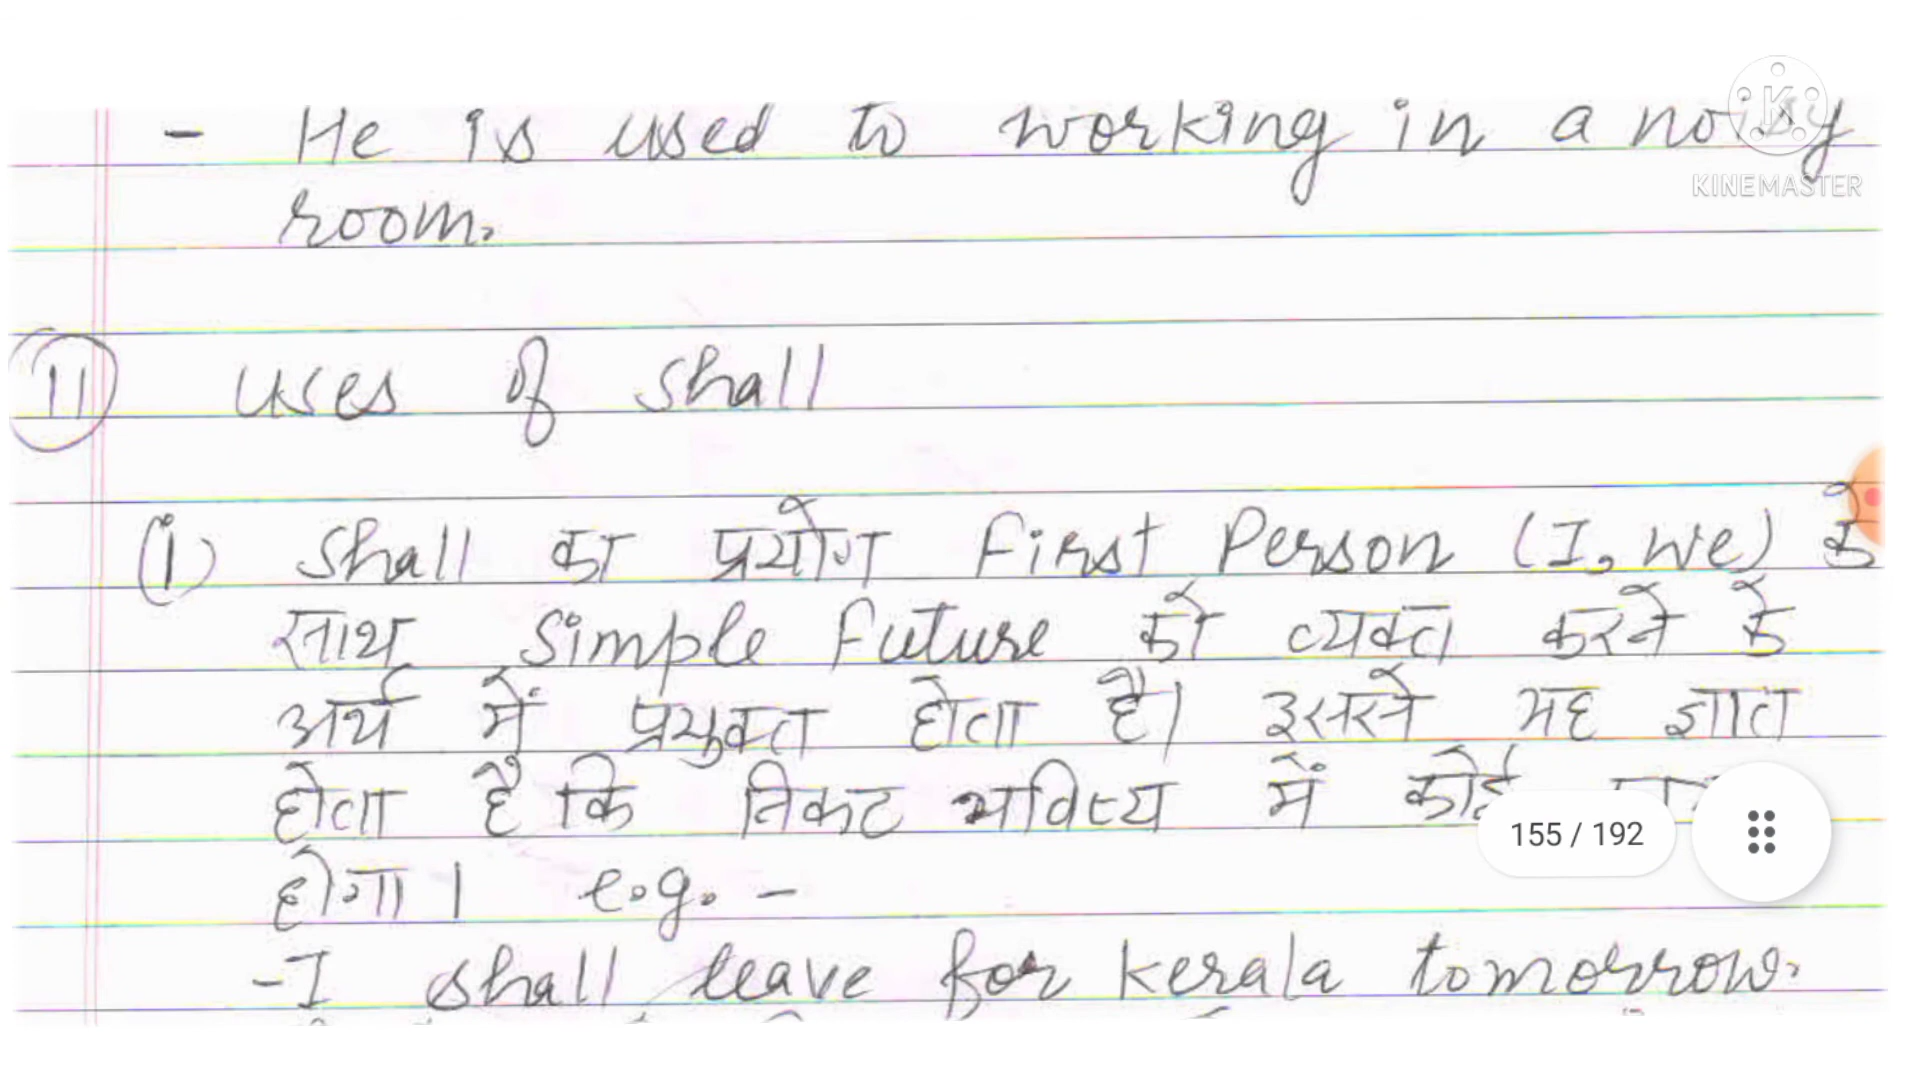 - He is used to working in a noisy
KINEMASTER
room.
11 uses of shall
(i) Shall का प्रयोग First Person (I, we) के
साथ Simple Future को व्यक्त करने के
अर्थ में प्रयुक्त होता है। इससे यह ज्ञात
होता है कि निकट भविष्य में कोई
155 / 192
होगा। e.g. -
- I shall leave for Kerala tomorrow.